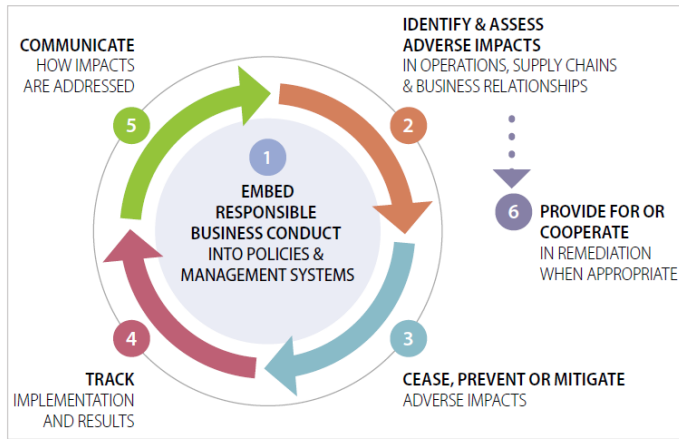 1
EMBED
RESPONSIBLE
BUSINESS CONDUCT
INTO POLICIES &
MANAGEMENT SYSTEMS
2
IDENTIFY & ASSESS
ADVERSE IMPACTS
IN OPERATIONS, SUPPLY CHAINS
& BUSINESS RELATIONSHIPS
3
CEASE, PREVENT OR MITIGATE
ADVERSE IMPACTS
4
TRACK
IMPLEMENTATION
AND RESULTS
5
COMMUNICATE
HOW IMPACTS
ARE ADDRESSED
6
PROVIDE FOR OR
COOPERATE
IN REMEDIATION
WHEN APPROPRIATE